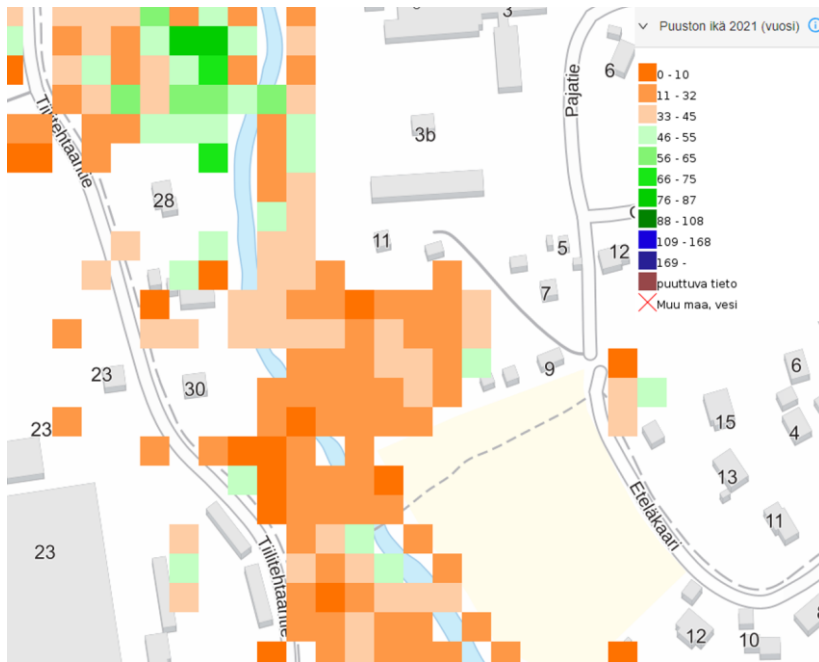 Puuston ikä 2021 (vuosi)
0 - 10
11 - 32
33 - 45
46 - 55
56 - 65
66 - 75
76 - 87
88 - 108
109 - 168
169 -
puuttuva tieto
Muu maa, vesi
3
6
Pajatie
Tiilitehtaantie
3b
28
11
5
12
7
9
23
30
23
6
15
4
13
11
Eteläkaari
23
Tiilitehtaantie
12
10